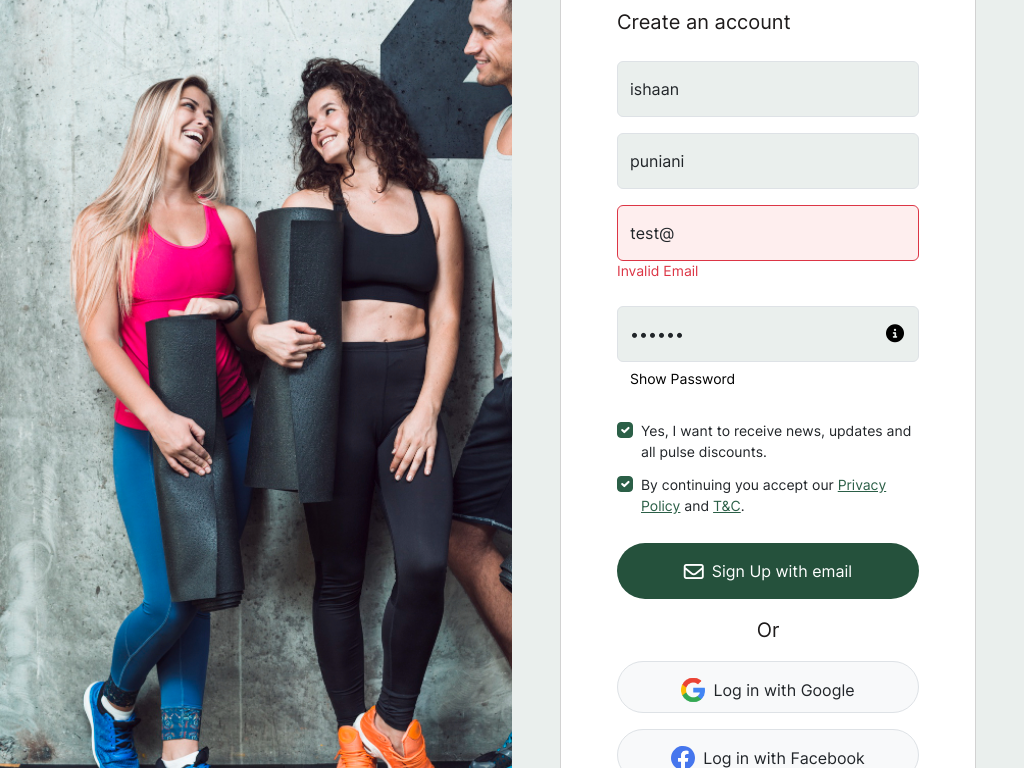 Create an account
ishaan
puniani
test@
Invalid Email
••••••
Show Password
Yes, I want to receive news, updates and
all pulse discounts.
By continuing you accept our Privacy
Policy and T&C.
Sign Up with email
Or
Log in with Google
Log in with Facebook